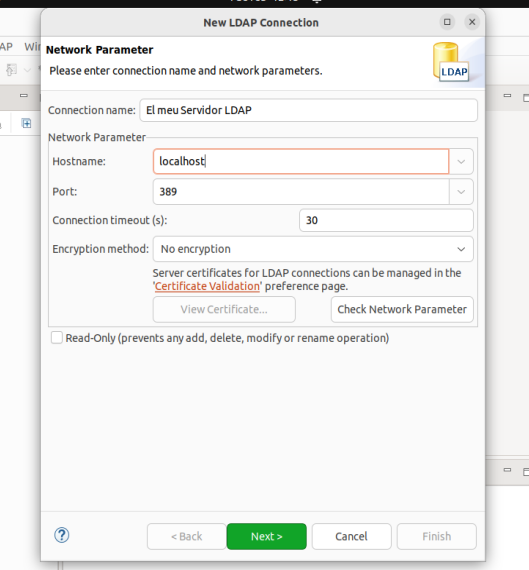 New LDAP Connection
AP
Network Parameter
Please enter connection name and network parameters.
LDAP
Connection name: El meu Servidor LDAP
Network Parameter
Hostname: localhost
Port: 389
Connection timeout (s): 30
Encryption method: No encryption
Server certificates for LDAP connections can be managed in the
'Certificate Validation' preference page.
View Certificate... Check Network Parameter
Read-Only (prevents any add, delete, modify or rename operation)
? < Back Next > Cancel Finish